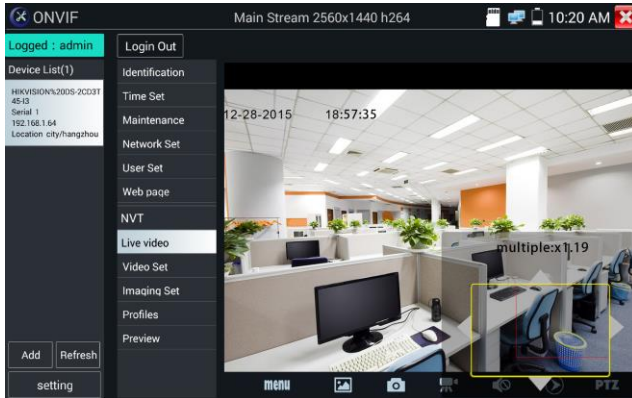 ONVIF
Main Stream 2560x1440 h264
10:20 AM
Logged : admin
Login Out
Device List(1)
HIKVISION%20DS-2CD3T
45-I3
Serial 1
192.168.1.64
Location city/hangzhou
Identification
Time Set
Maintenance
Network Set
User Set
Web page
NVT
Live video
Video Set
Imaging Set
Profiles
Preview
12-28-2015 18:57:35
multiple:x1.19
Add
Refresh
setting
menu
PTZ